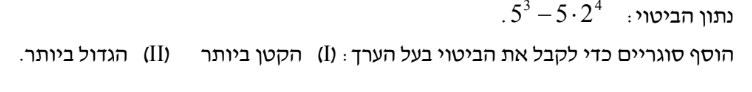 נתון הביטוי: 5³ − 5 · 2⁴ .
הוסף סוגריים כדי לקבל את הביטוי בעל הערך: (I) הקטן ביותר (II) הגדול ביותר.